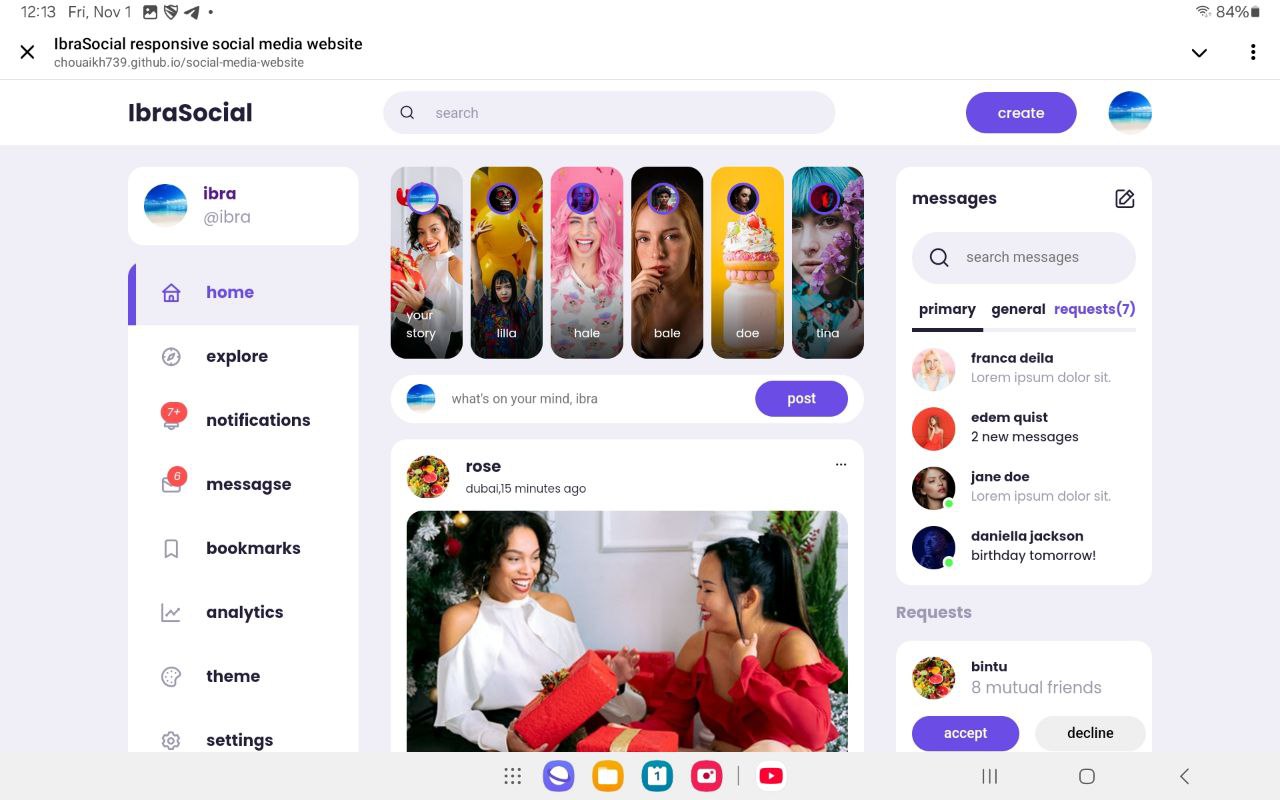 12:13 Fri, Nov 1
84%
IbraSocial responsive social media website
chouaikh739.github.io/social-media-website
IbraSocial
search
create
ibra
@ibra
home
explore
7+
notifications
6
messagse
bookmarks
analytics
theme
settings
your
story
lilla
hale
bale
doe
tina
what's on your mind, ibra
post
rose
dubai,15 minutes ago
messages
search messages
primary general requests(7)
franca deila
Lorem ipsum dolor sit.
edem quist
2 new messages
jane doe
Lorem ipsum dolor sit.
daniella jackson
birthday tomorrow!
Requests
bintu
8 mutual friends
accept decline
1